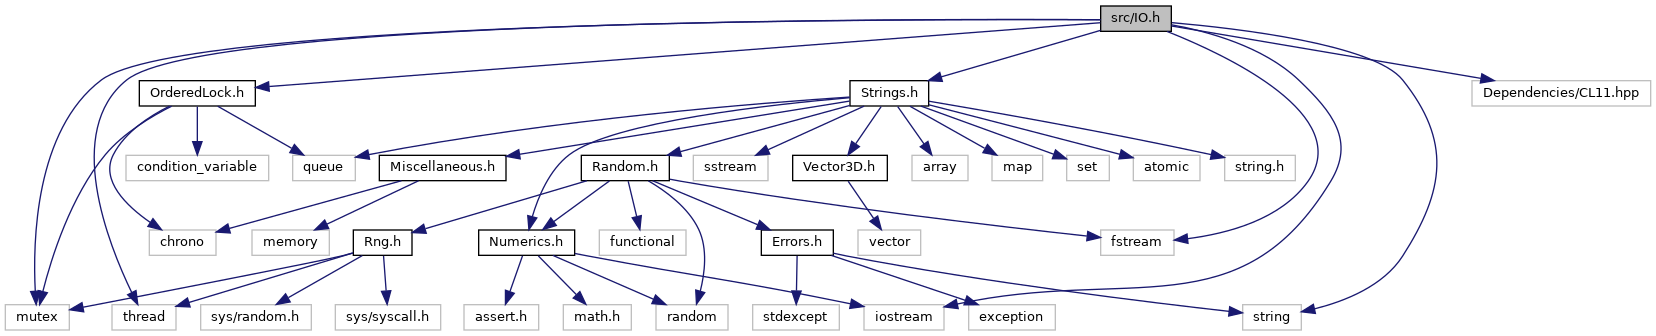 src/IO.h
OrderedLock.h
Strings.h
Dependencies/CL11.hpp
condition_variable
queue
Miscellaneous.h
Random.h
sstream
Vector3D.h
array
map
set
atomic
string.h
chrono
memory
Rng.h
Numerics.h
functional
Errors.h
vector
fstream
mutex
thread
sys/random.h
sys/syscall.h
assert.h
math.h
random
stdexcept
iostream
exception
string